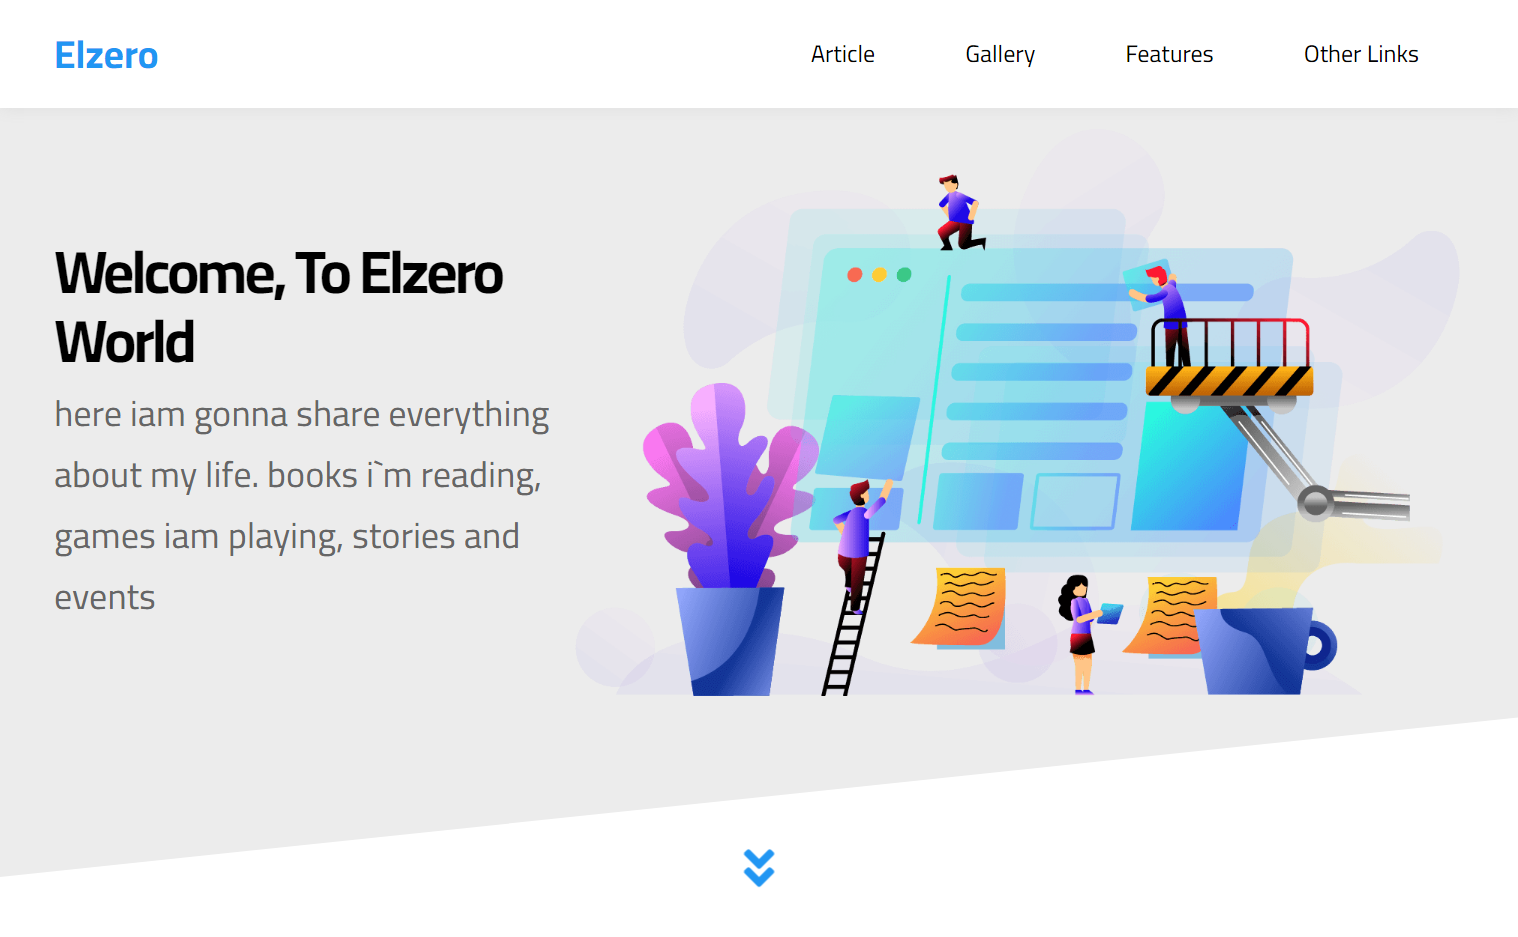 Elzero
Article
Gallery
Features
Other Links
Welcome, To Elzero
World
here iam gonna share everything
about my life. books i`m reading,
games iam playing, stories and
events